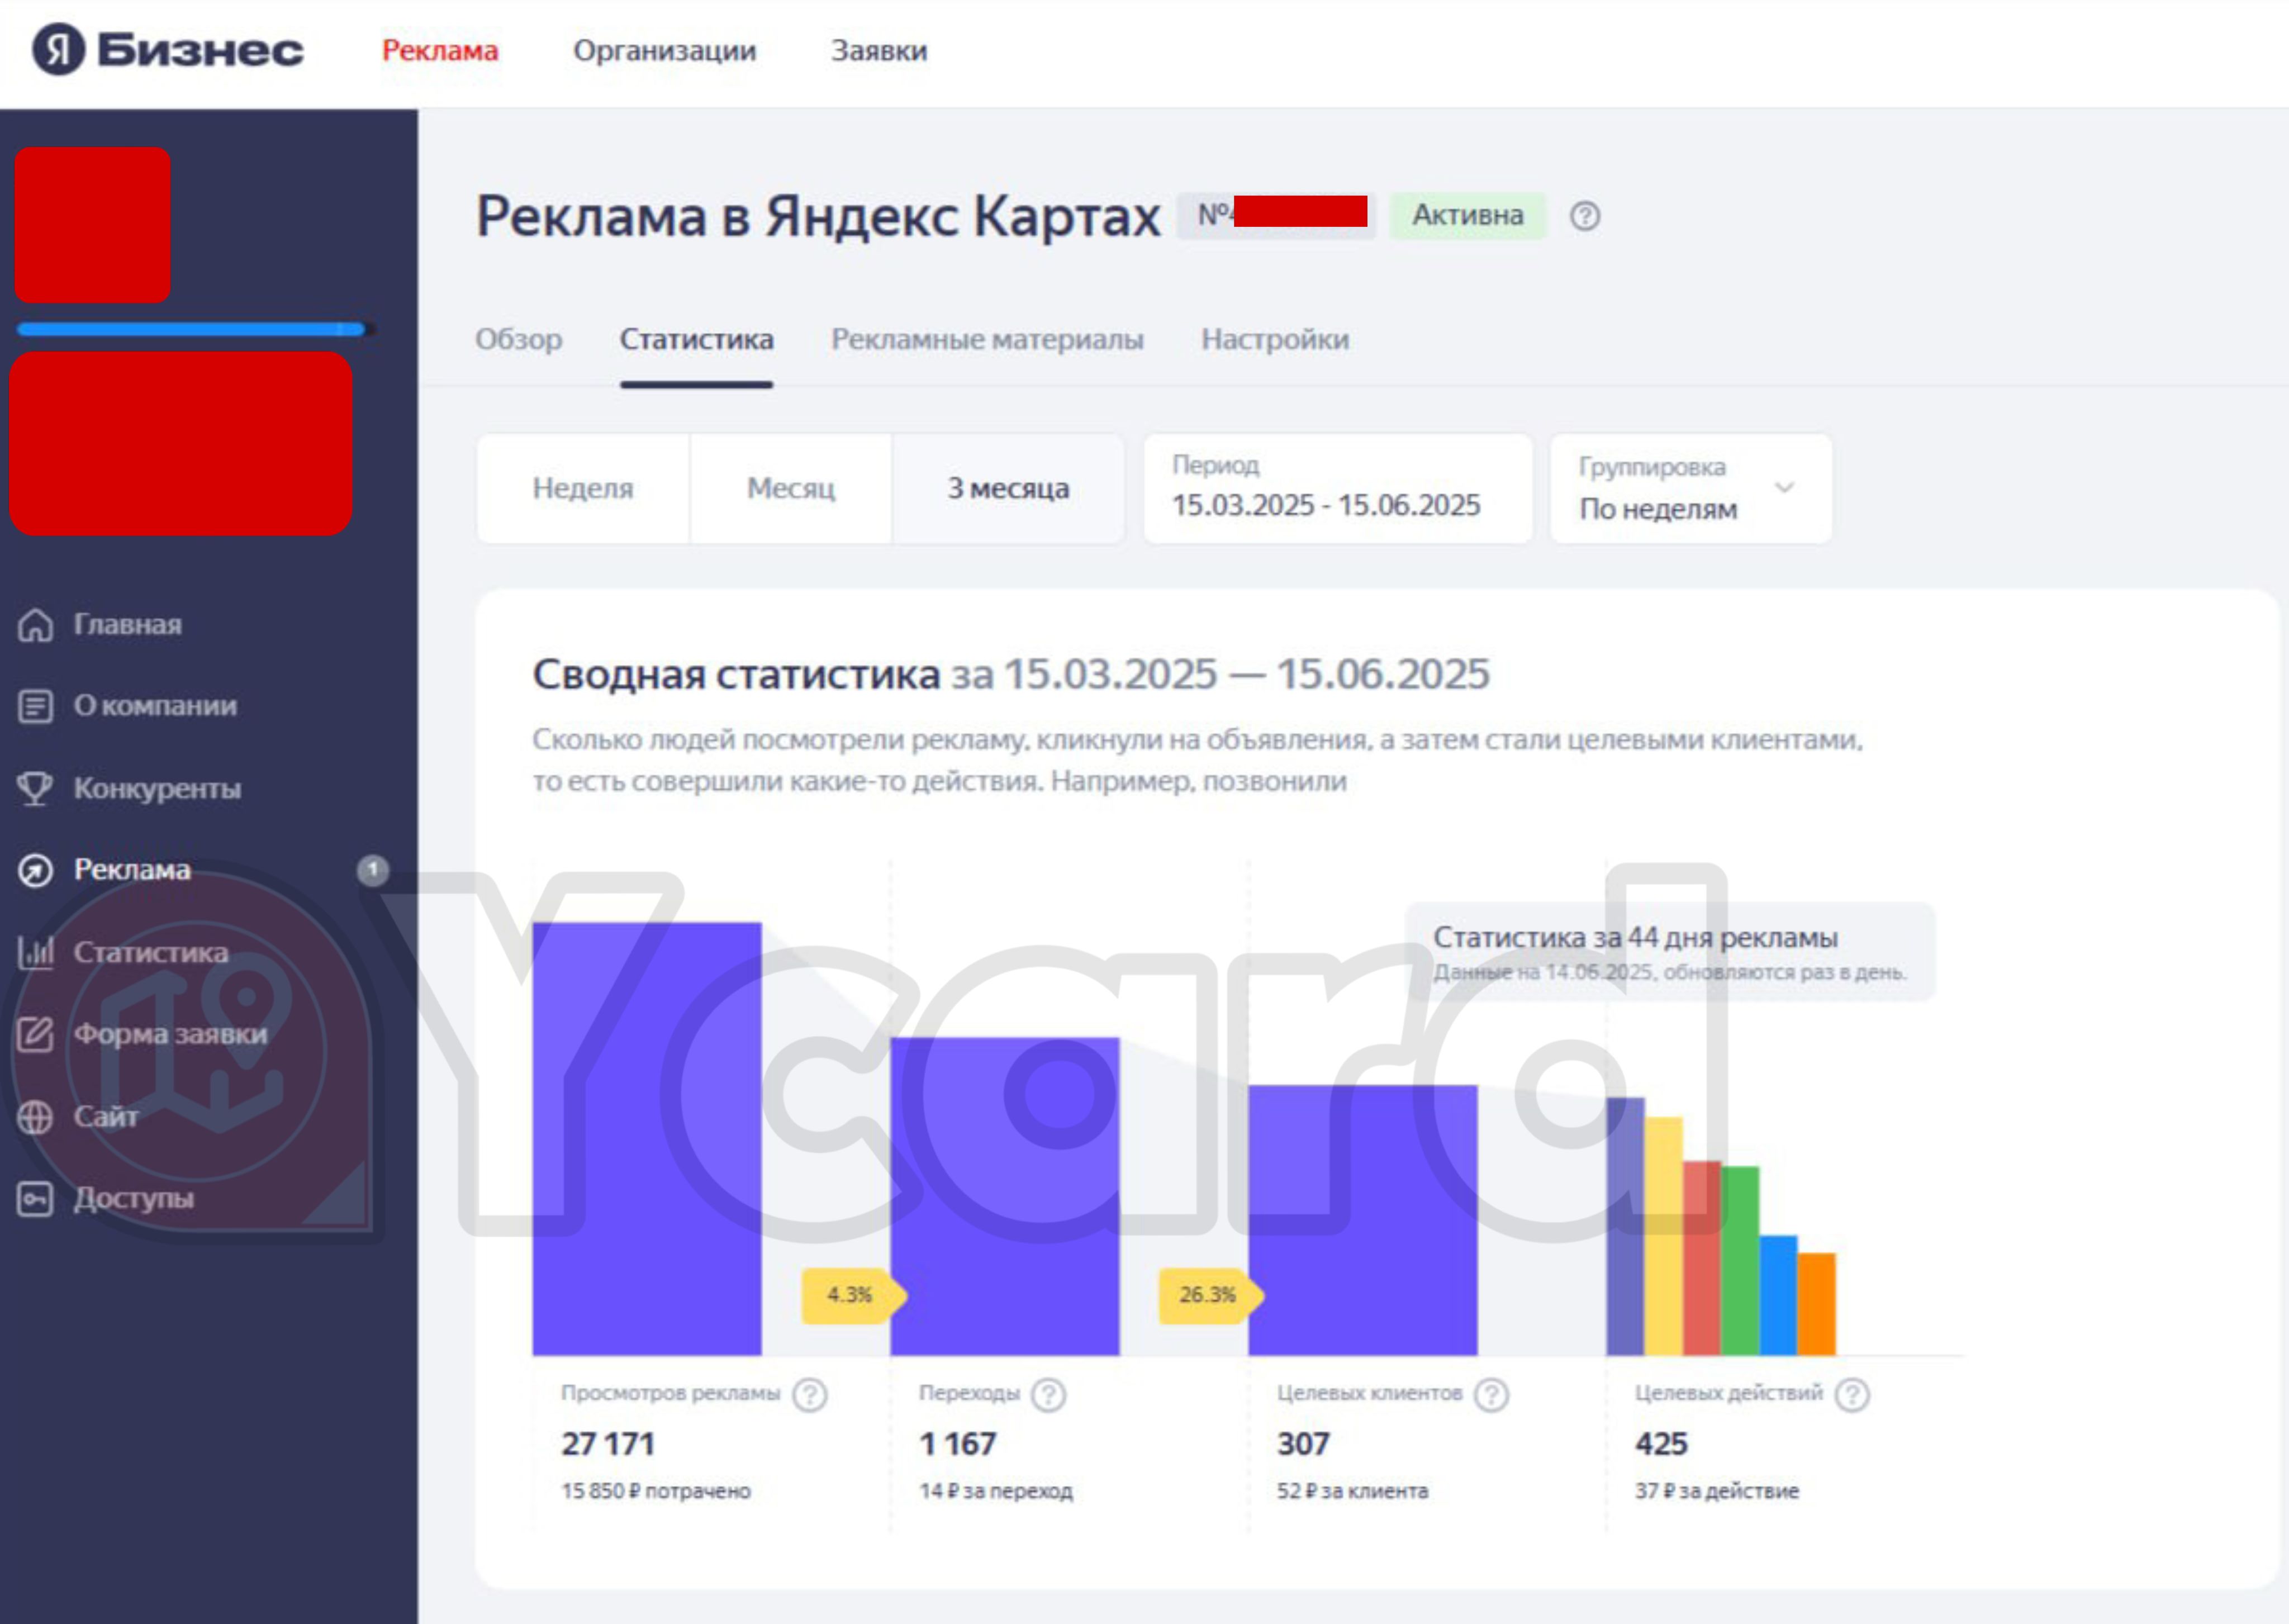 Я Бизнес
Реклама
Организации
Заявки
Реклама в Яндекс Картах
№
Активна
?
Обзор
Статистика
Рекламные материалы
Настройки
Неделя
Месяц
3 месяца
Период
15.03.2025 - 15.06.2025
Группировка
По неделям
Главная
О компании
Конкуренты
Реклама
1
Статистика
Форма заявки
Сайт
Доступы
Сводная статистика за 15.03.2025 — 15.06.2025
Сколько людей посмотрели рекламу, кликнули на объявления, а затем стали целевыми клиентами,
то есть совершили какие-то действия. Например, позвонили
Статистика за 44 дня рекламы
Данные на 14.06.2025, обновляются раз в день.
Ycard
4.3%
26.3%
Просмотров рекламы ?
27 171
15 850 ₽ потрачено
Переходы ?
1 167
14 ₽ за переход
Целевых клиентов ?
307
52 ₽ за клиента
Целевых действий ?
425
37 ₽ за действие